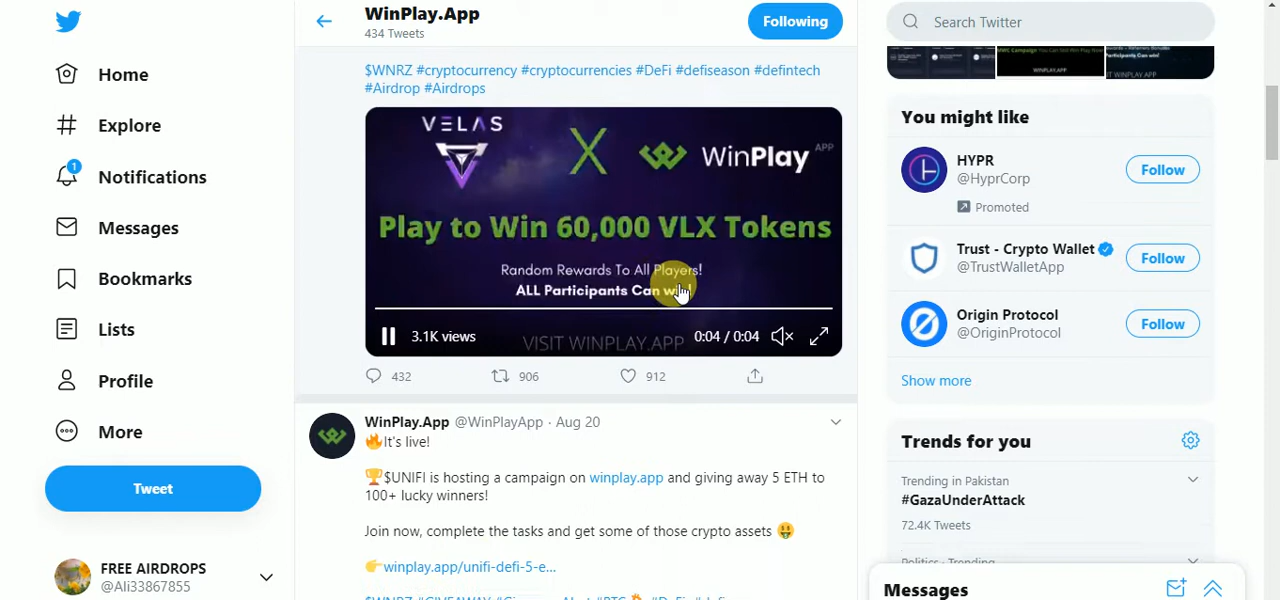 WinPlay.App
434 Tweets
Following
Search Twitter
Home
Explore
1
Notifications
Messages
Bookmarks
Lists
Profile
More
Tweet
FREE AIRDROPS
@Ali33867855
$WNRZ #cryptocurrency #cryptocurrencies #DeFi #defiseason #defintech
#Airdrop #Airdrops
VELAS
X
WinPlay APP
Play to Win 60,000 VLX Tokens
Random Rewards To All Players!
ALL Participants Can win!
3.1K views
VISIT WINPLAY.APP
0:04 / 0:04
432
906
912
WinPlay.App @WinPlayApp · Aug 20
🔥It's live!
🏆$UNIFI is hosting a campaign on winplay.app and giving away 5 ETH to
100+ lucky winners!
Join now, complete the tasks and get some of those crypto assets 🤑
👉winplay.app/unifi-defi-5-e...
You might like
HYPR
@HyprCorp
Promoted
Follow
Trust - Crypto Wallet
@TrustWalletApp
Follow
Origin Protocol
@OriginProtocol
Follow
Show more
Trends for you
Trending in Pakistan
#GazaUnderAttack
72.4K Tweets
Politics · Trending
Messages